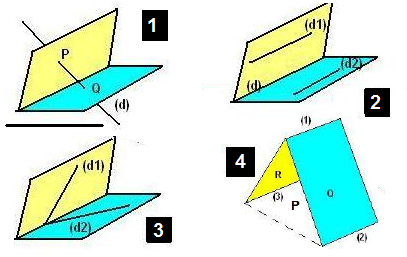 1
P
Q
(d)
(d1)
(d2)
(d)
2
(d1)
(d2)
3
(1)
4
R
Q
(3)
P
(2)